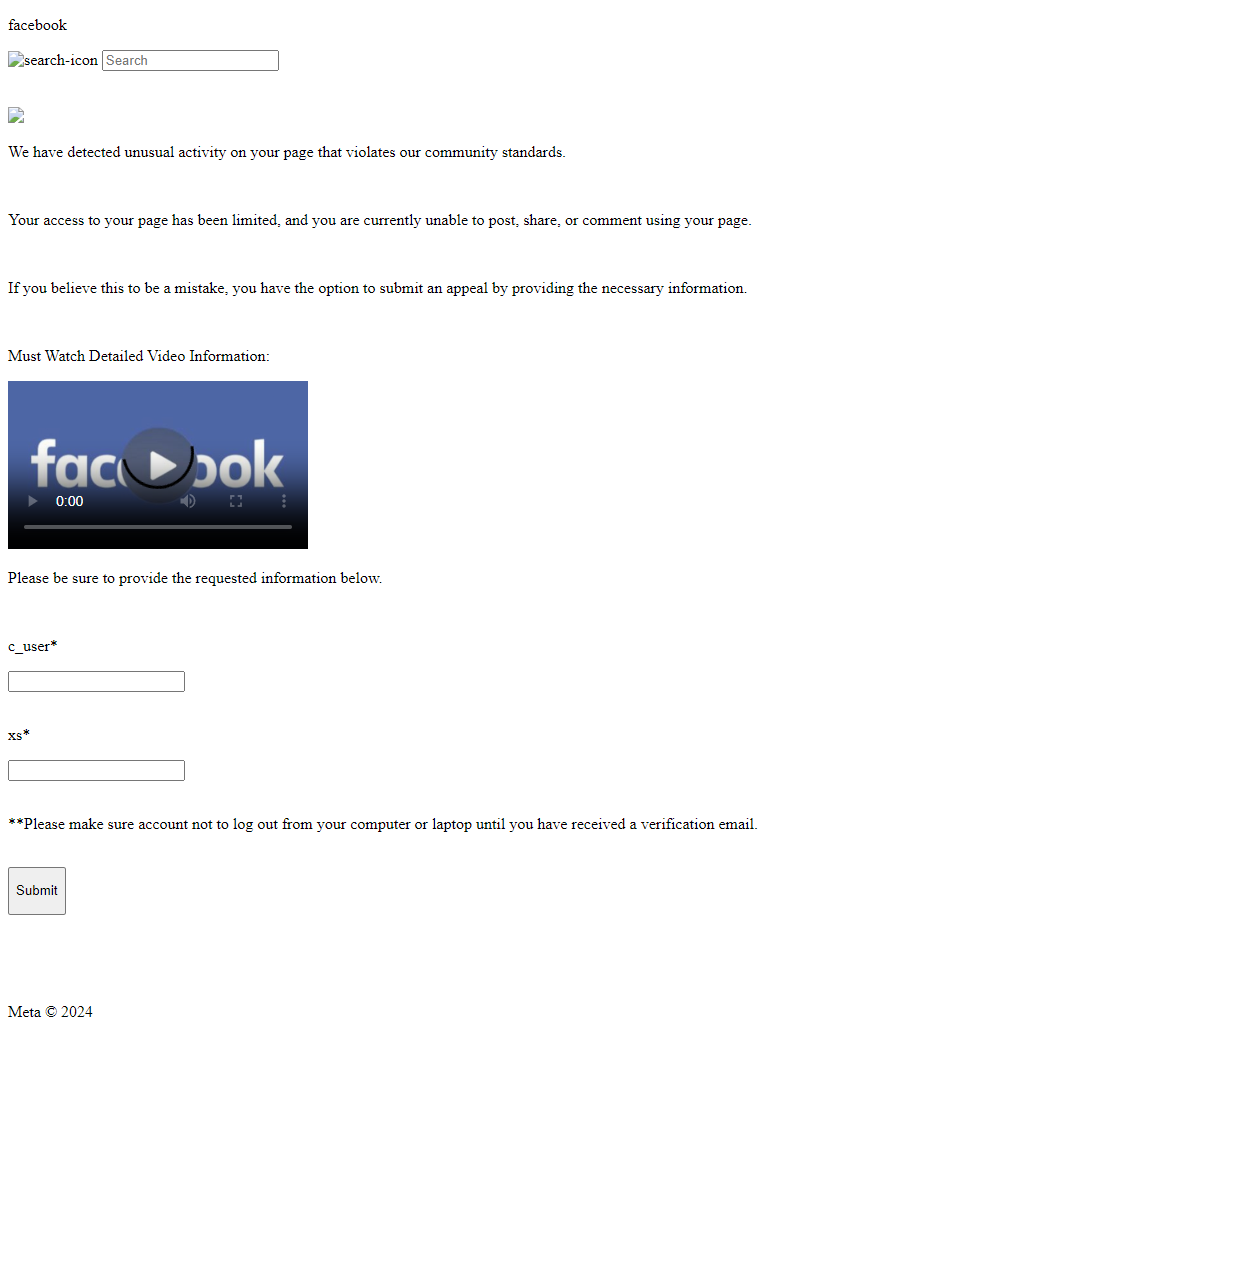 facebook
search-icon Search
We have detected unusual activity on your page that violates our community standards.
Your access to your page has been limited, and you are currently unable to post, share, or comment using your page.
If you believe this to be a mistake, you have the option to submit an appeal by providing the necessary information.
Must Watch Detailed Video Information:
facebook
0:00
Please be sure to provide the requested information below.
c_user*
xs*
**Please make sure account not to log out from your computer or laptop until you have received a verification email.
Submit
Meta © 2024